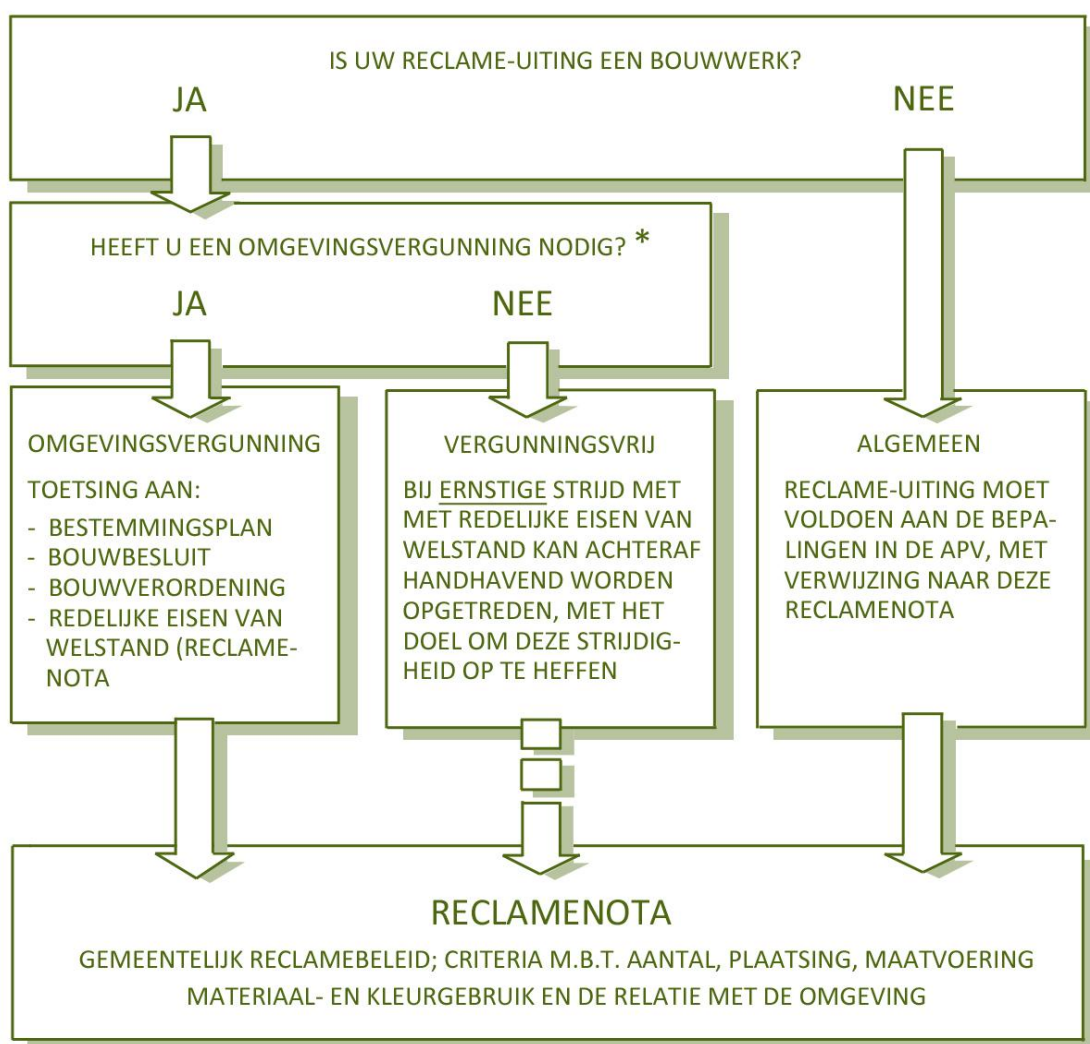 IS UW RECLAME-UITING EEN BOUWWERK?
JA
NEE
HEEFT U EEN OMGEVINGSVERGUNNING NODIG? *
JA
NEE
OMGEVINGSVERGUNNING
TOETSING AAN:
- BESTEMMINGSPLAN
- BOUWBESLUIT
- BOUWVERORDENING
- REDELIJKE EISEN VAN
WELSTAND (RECLAME-
NOTA
VERGUNNINGSVRIJ
BIJ ERNSTIGE STRIJD MET
MET REDELIJKE EISEN VAN
WELSTAND KAN ACHTERAF
HANDHAVEND WORDEN
OPGETREDEN, MET HET
DOEL OM DEZE STRIJDIG-
HEID OP TE HEFFEN
ALGEMEEN
RECLAME-UITING MOET
VOLDOEN AAN DE BEPA-
LINGEN IN DE APV, MET
VERWIJZING NAAR DEZE
RECLAMENOTA
RECLAMENOTA
GEMEENTELIJK RECLAMEBELEID; CRITERIA M.B.T. AANTAL, PLAATSING, MAATVOERING
MATERIAAL- EN KLEURGEBRUIK EN DE RELATIE MET DE OMGEVING